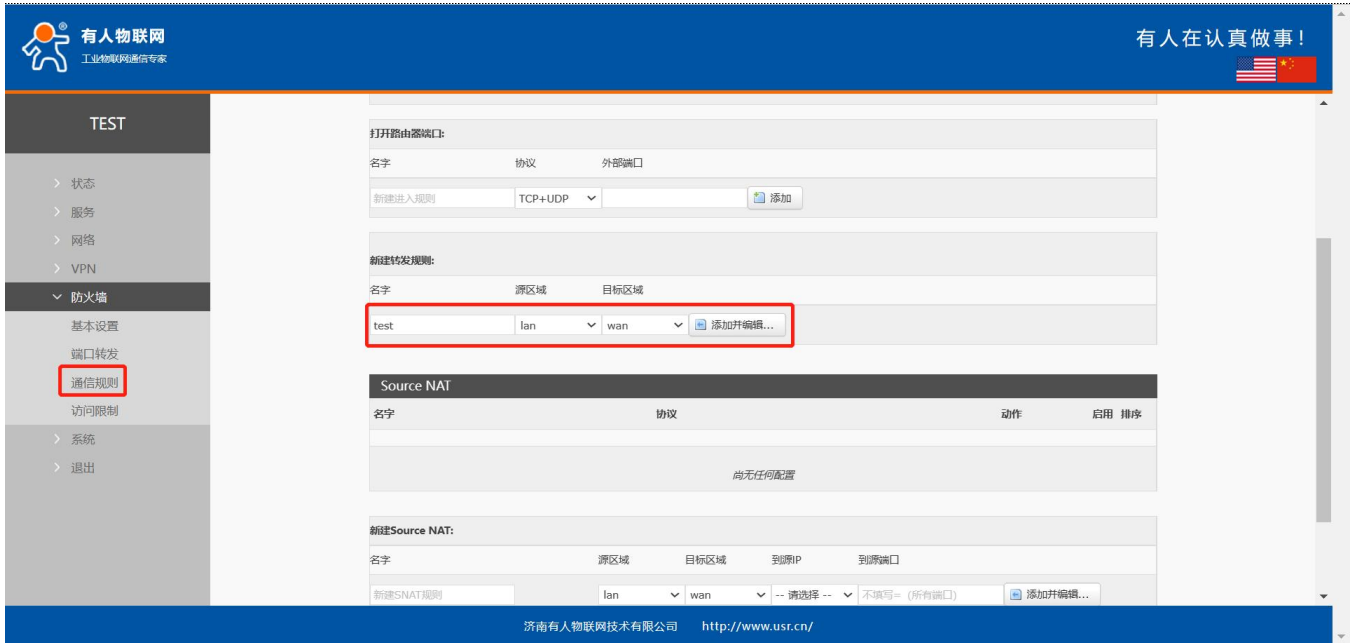 有人物联网
®
工业物联网通信专家
有人在认真做事！
TEST
状态
服务
网络
VPN
防火墙
基本设置
端口转发
通信规则
访问限制
系统
退出
打开路由器端口:
名字 协议 外部端口
新建进入规则 TCP+UDP 添加
新建转发规则:
名字 源区域 目标区域
test lan wan 添加并编辑...
Source NAT
名字 协议 动作 启用 排序
尚无任何配置
新建Source NAT:
名字 源区域 目标区域 到源IP 到源端口
新建SNAT规则 lan wan -- 请选择 -- 不填写= (所有端口) 添加并编辑...
济南有人物联网技术有限公司 http://www.usr.cn/